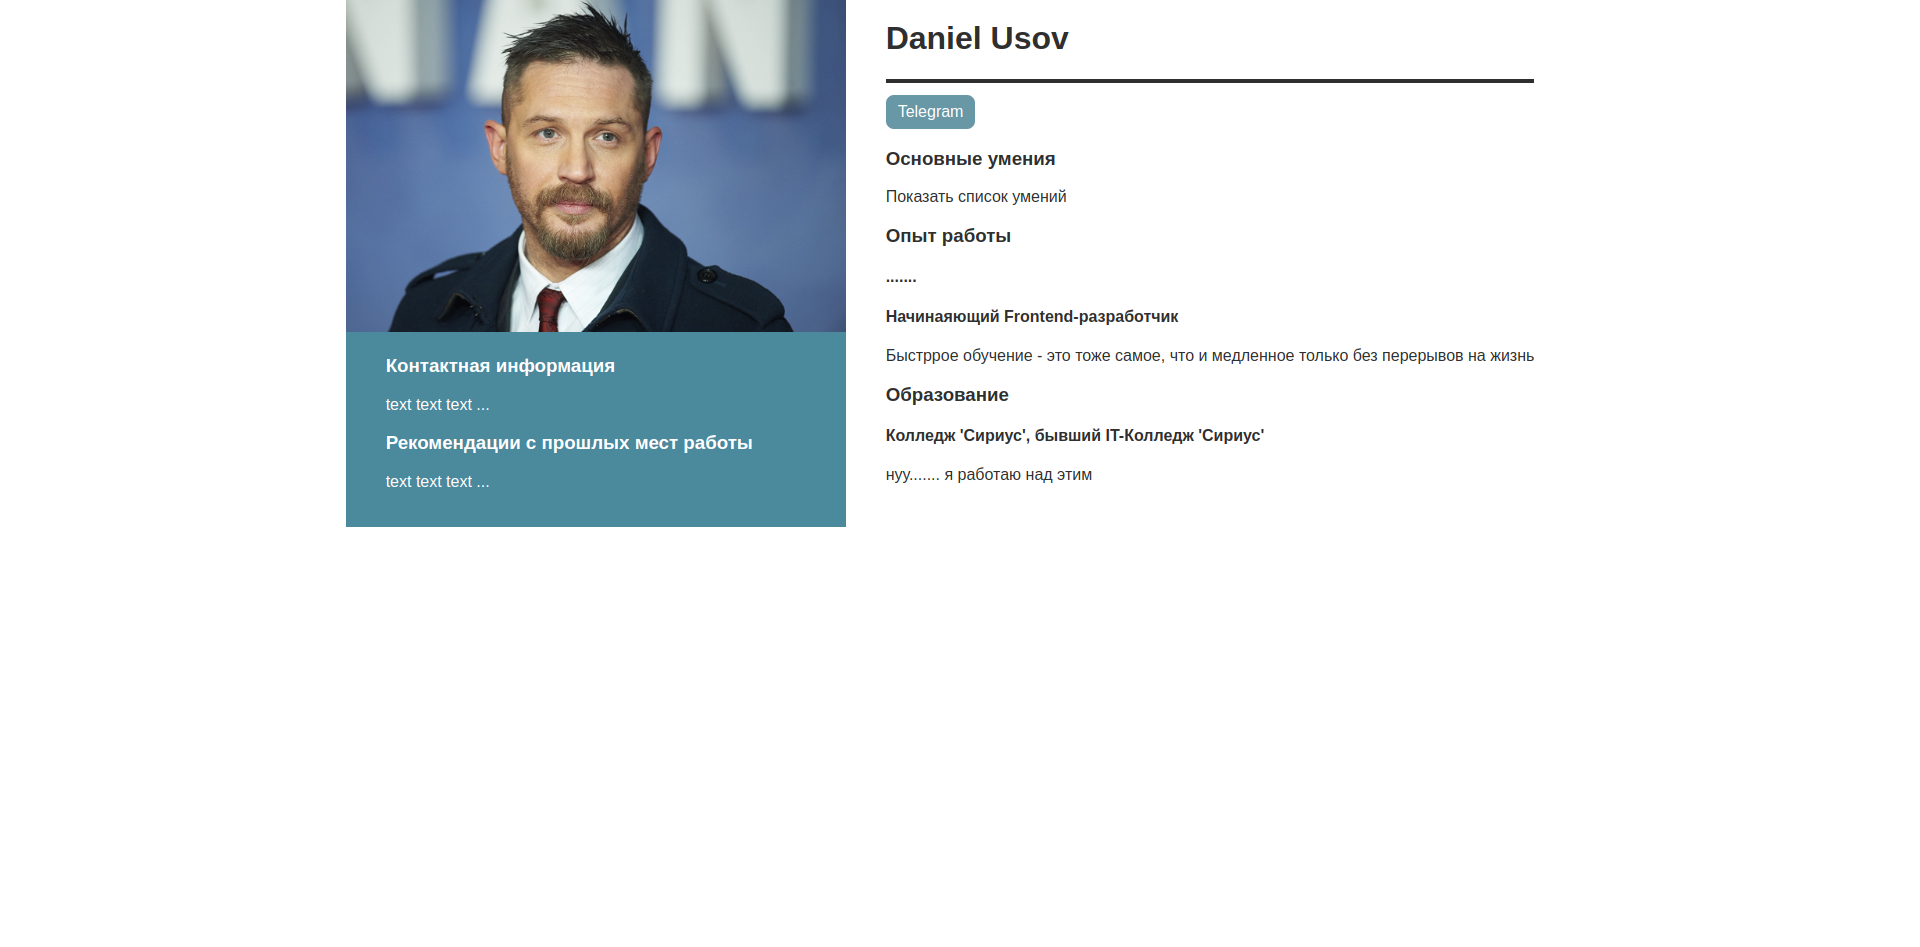 Daniel Usov
Telegram
Основные умения
Показать список умений
Опыт работы
.......
Начинаяющий Frontend-разработчик
Быстррое обучение - это тоже самое, что и медленное только без перерывов на жизнь
Образование
Колледж 'Сириус', бывший IT-Колледж 'Сириус'
нуу....... я работаю над этим
Контактная информация
text text text ...
Рекомендации с прошлых мест работы
text text text ...